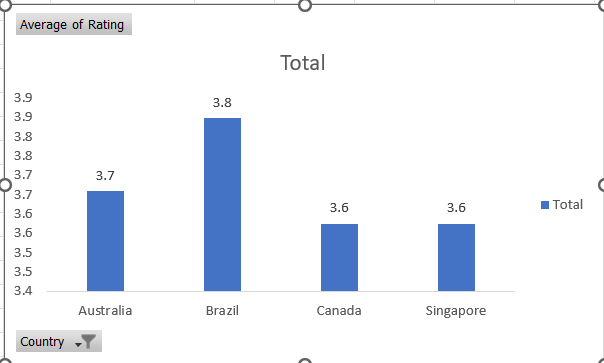 Average of Rating
Total
3.9
3.9
3.8
3.8
3.7
3.7
3.6
3.6
3.5
3.5
3.4
3.7
3.8
3.6
3.6
Australia
Brazil
Canada
Singapore
Total
Country